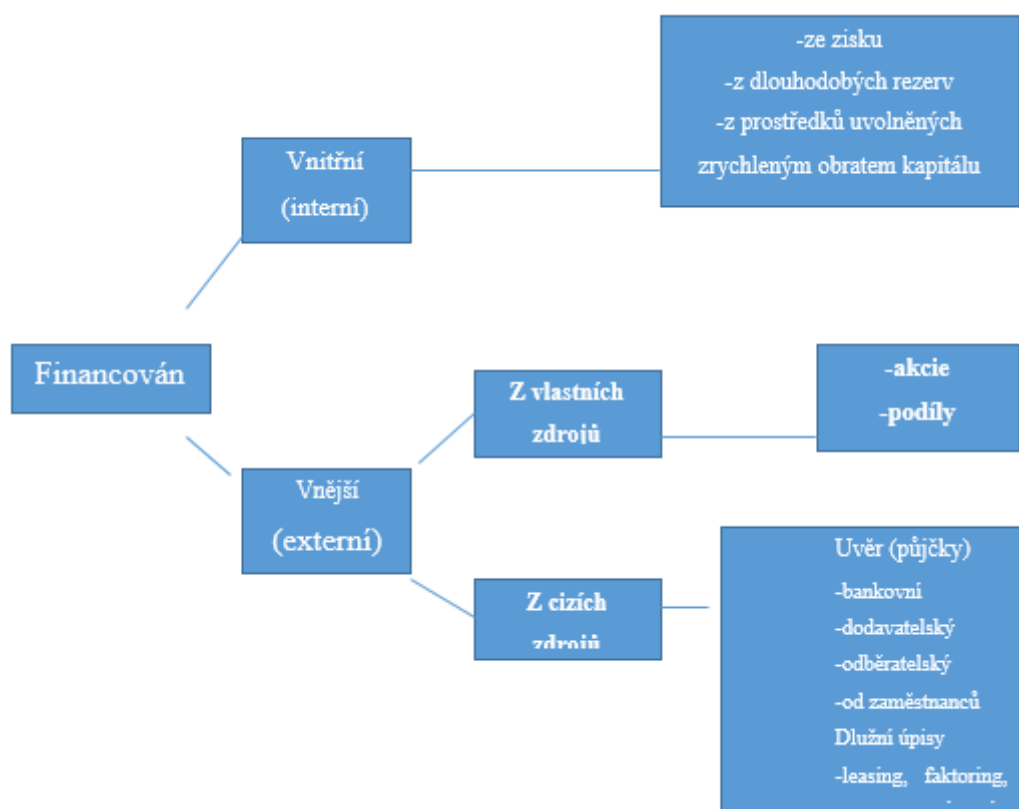 -ze zisku
-z dlouhodobých rezerv
-z prostředků uvolněných
zrychleným obratem kapitálu
Vnitřní
(interní)
Financován
Z vlastních
zdrojů
-akcie
-podíly
Vnější
(externí)
Z cizích
zdrojů
Uvěr (půjčky)
-bankovní
-dodavatelský
-odběratelský
-od zaměstnanců
Dlužní úpisy
-leasing, faktoring,